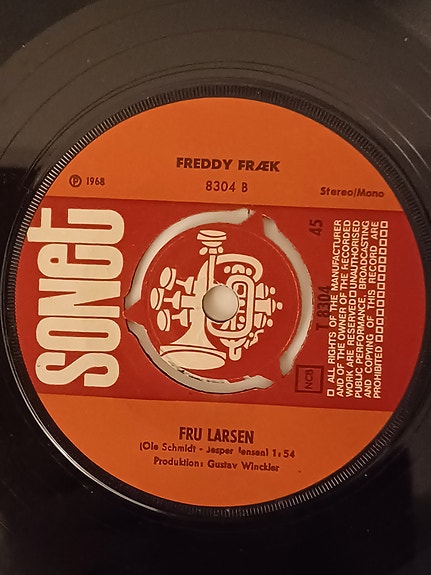 FREDDY FRÆK
℗ 1968
8304 B
Stereo/Mono
SONET
45
T 8304
□ ALL RIGHTS OF THE MANUFACTURER
AND OF THE OWNER OF THE RECORDED
WORK ARE RESERVED □ UNAUTHORISED
PUBLIC PERFORMANCE, BROADCASTING
AND COPYING OF THIS RECORD ARE
PROHIBITED □□□□□□□□□□□
NCB
FRU LARSEN
(Ole Schmidt - Jesper Jensen) 1:54
Produktion: Gustav Winckler